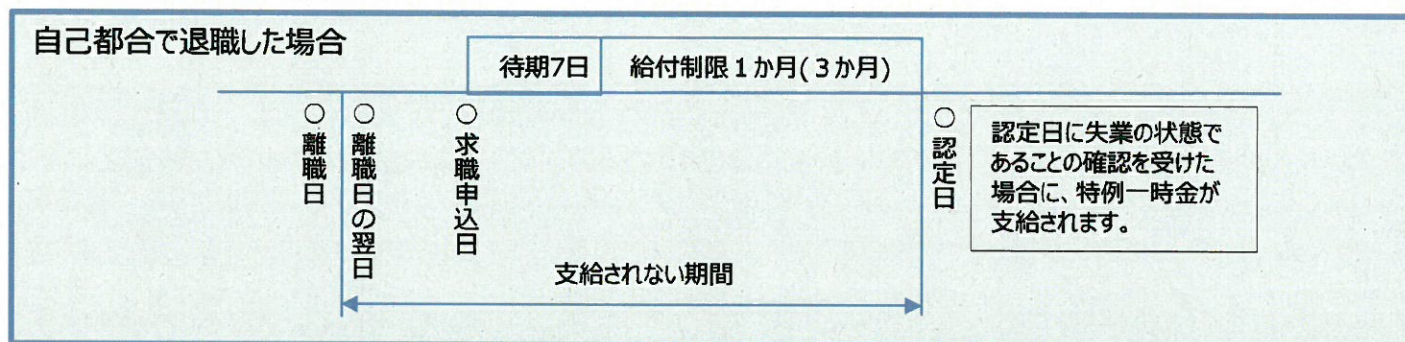 自己都合で退職した場合
待期7日
給付制限1か月(3か月)
○離職日
○離職日の翌日
○求職申込日
○認定日
認定日に失業の状態で
あることの確認を受けた
場合に、特例一時金が
支給されます。
支給されない期間